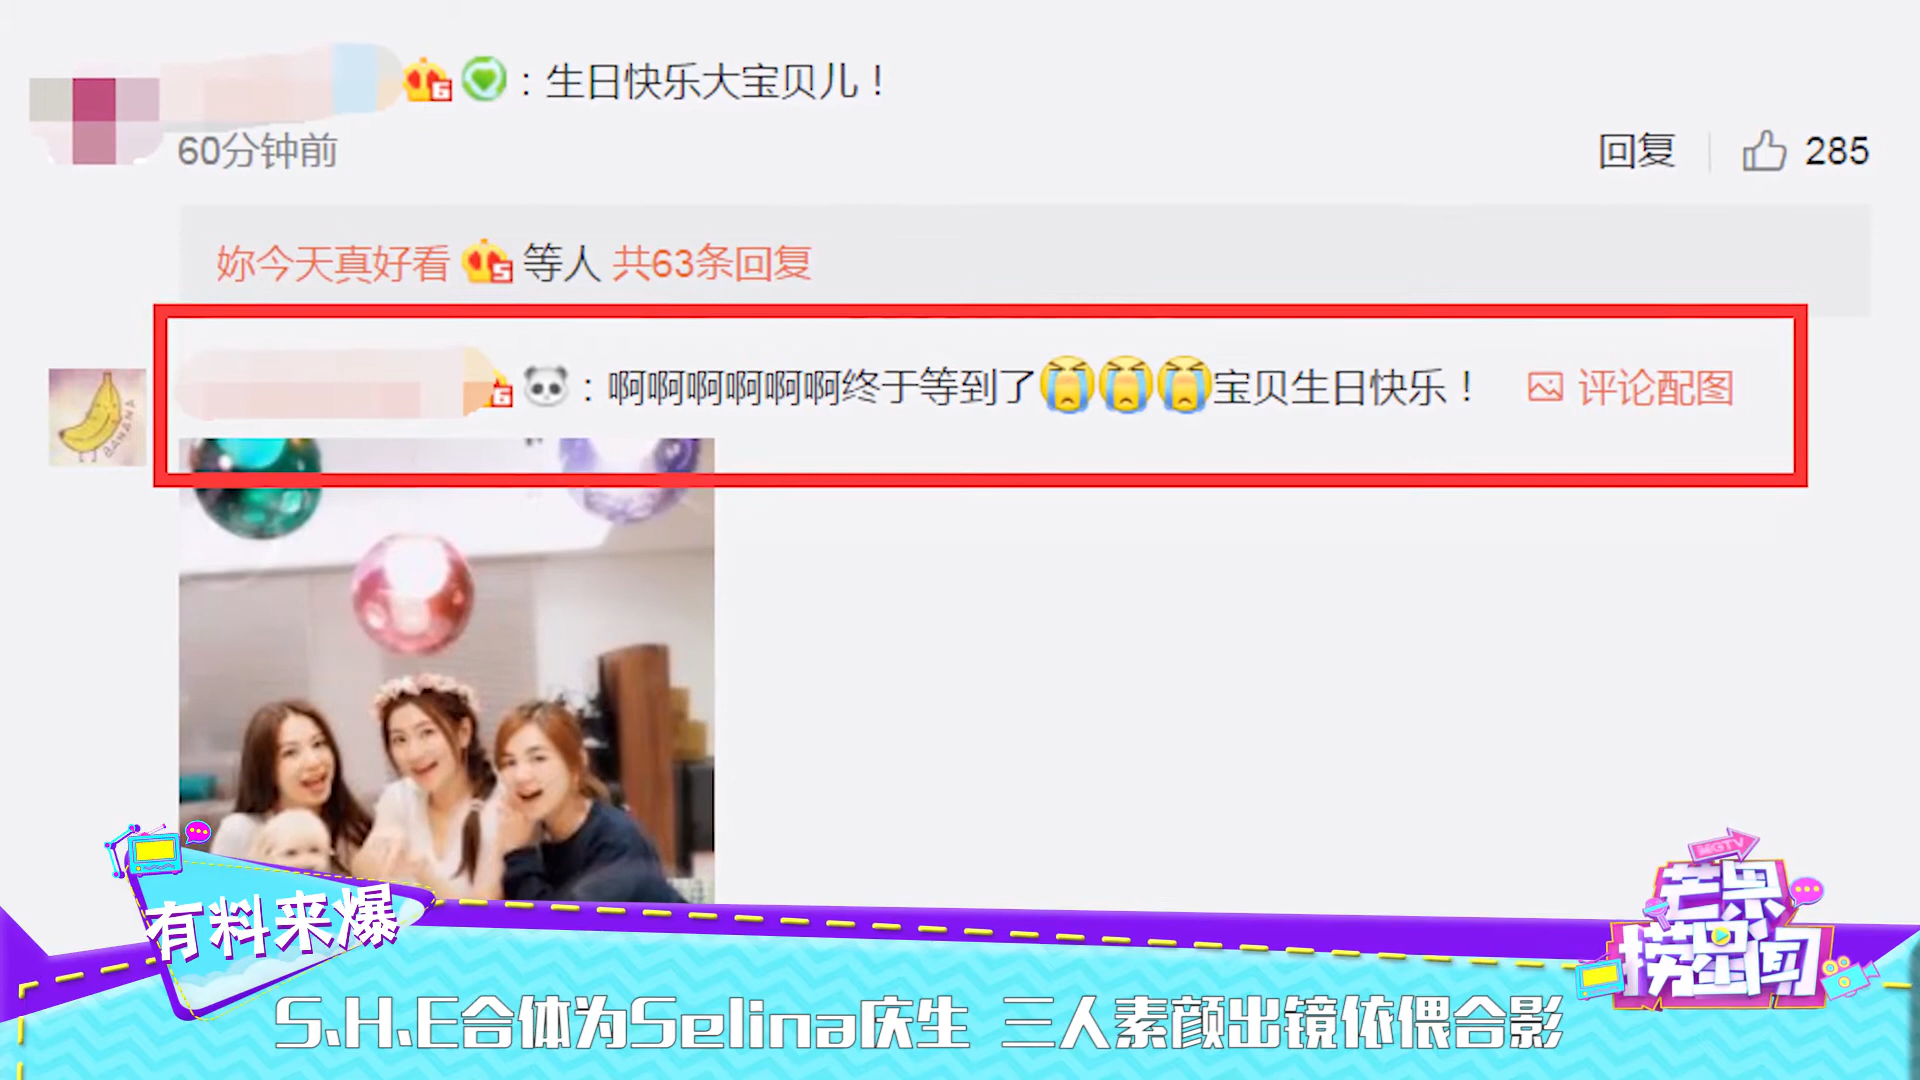 ：生日快乐大宝贝儿！
60分钟前
回复 285
妳今天真好看 等人 共63条回复
：啊啊啊啊啊啊终于等到了宝贝生日快乐！ 评论配图
BANANA
有料来爆
MGTV
芒果捞星闻
S.H.E合体为Selina庆生 三人素颜出镜依偎合影